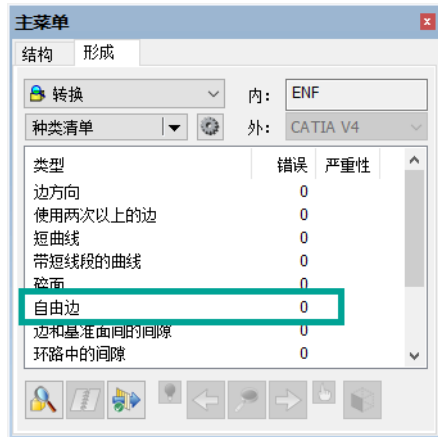 主菜单
结构 形成
转换 内: ENF
种类清单 外: CATIA V4
类型 错误 严重性
边方向 0
使用两次以上的边 0
短曲线 0
带短线段的曲线 0
碎面 0
自由边 0
边和基准面间的间隙 0
环路中的间隙 0